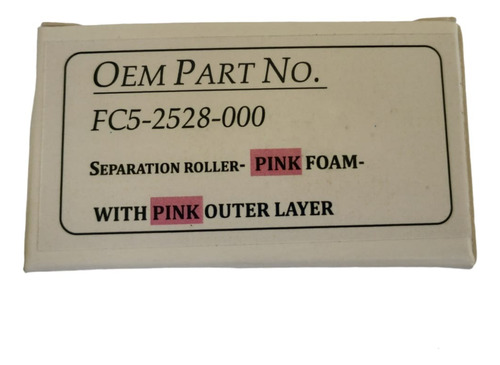 OEM PART NO.
FC5-2528-000
SEPARATION ROLLER- PINK FOAM-
WITH PINK OUTER LAYER